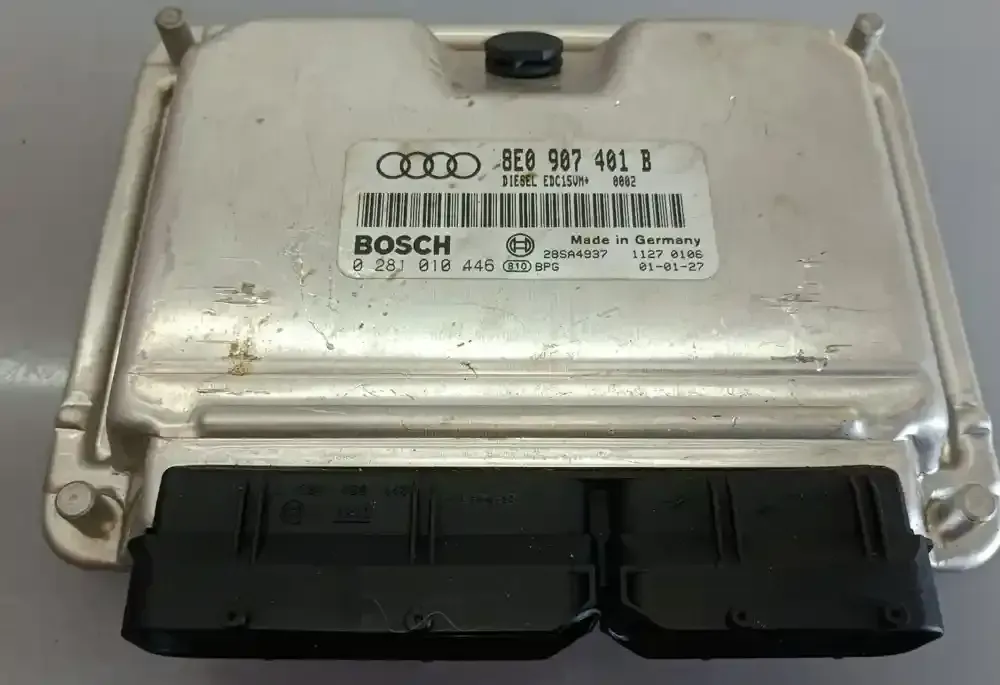 8E0 907 401 B
DIESEL EDC15VM+ 0002
BOSCH Made in Germany
28SA4937 1127 0106
0 281 010 446 810 BPG 01-01-27